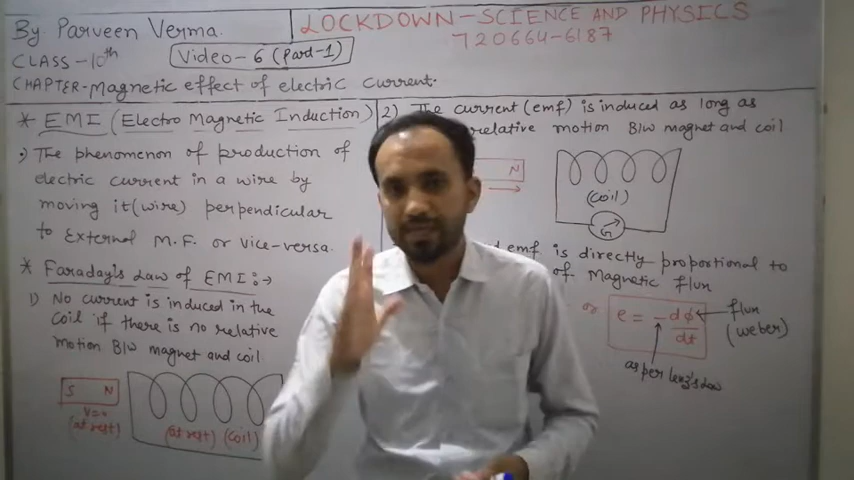 By Parveen Verma.
LOCKDOWN-SCIENCE AND PHYSICS
720664-6187
CLASS-10th
Video-6 (Part-1)
CHAPTER-Magnetic effect of electric current.
* EMI (Electro Magnetic Induction)
•) The phenomenon of production of
electric current in a wire by
moving it(wire) perpendicular
to External M.F. or vice-versa.
* Faraday's Law of EMI:→
1) No current is induced in the
coil if there is no relative
motion B/w magnet and coil
S N
V=0
(at rest)
(at rest) (coil)
2) The current (emf) is induced as long as
relative motion B/w magnet and coil
N
(coil)
G
emf is directly proportional to
of Magnetic flux
or e = -dϕ/dt
flux
(weber)
as per lenz's law